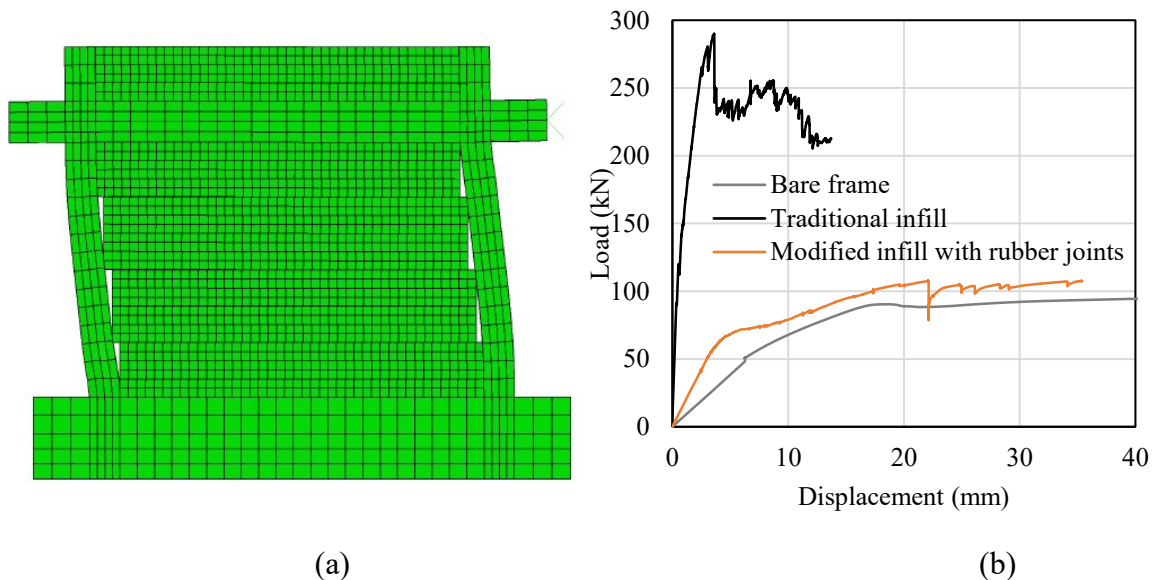 300
250
200
150
100
50
0
Load (kN)
Bare frame
Traditional infill
Modified infill with rubber joints
0 10 20 30 40
Displacement (mm)
(a) (b)